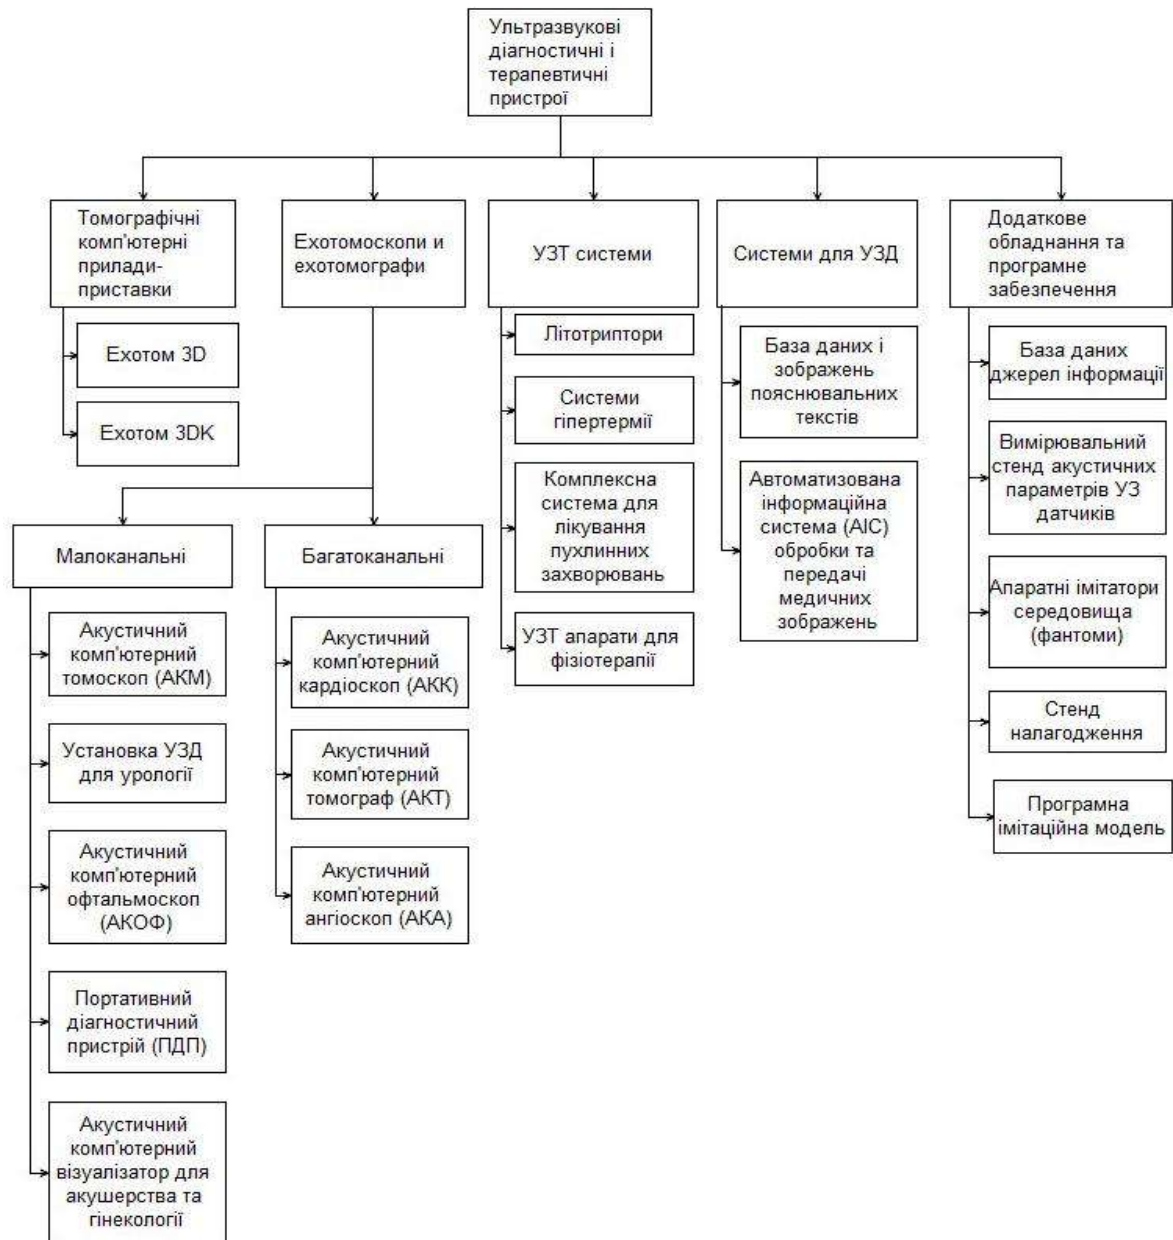 Ультразвукові
діагностичні і
терапевтичні
пристрої
Томографічні
комп'ютерні
прилади-
приставки
Ехотомоскопи и
ехотомографи
УЗТ системи
Системи для УЗД
Додаткове
обладнання та
програмне
забезпечення
Ехотом 3D
Ехотом 3DK
Малоканальні
Акустичний
комп'ютерний
томоскоп (АКМ)
Установка УЗД
для урології
Акустичний
комп'ютерний
офтальмоскоп
(АКОФ)
Портативний
діагностичний
пристрій (ПДП)
Акустичний
комп'ютерний
візуалізатор для
акушерства та
гінекології
Багатоканальні
Акустичний
комп'ютерний
кардіоскоп (АКК)
Акустичний
комп'ютерний
томограф (АКТ)
Акустичний
комп'ютерний
ангіоскоп (АКА)
Літотриптори
Системи
гіпертермії
Комплексна
система для
лікування
пухлинних
захворювань
УЗТ апарати для
фізіотерапії
База даних і
зображень
пояснювальних
текстів
Автоматизована
інформаційна
система (АІС)
обробки та
передачі
медичних
зображень
База даних
джерел інформації
Вимірювальний
стенд акустичних
параметрів УЗ
датчиків
Апаратні імітатори
середовища
(фантоми)
Стенд
налагодження
Програмна
імітаційна модель